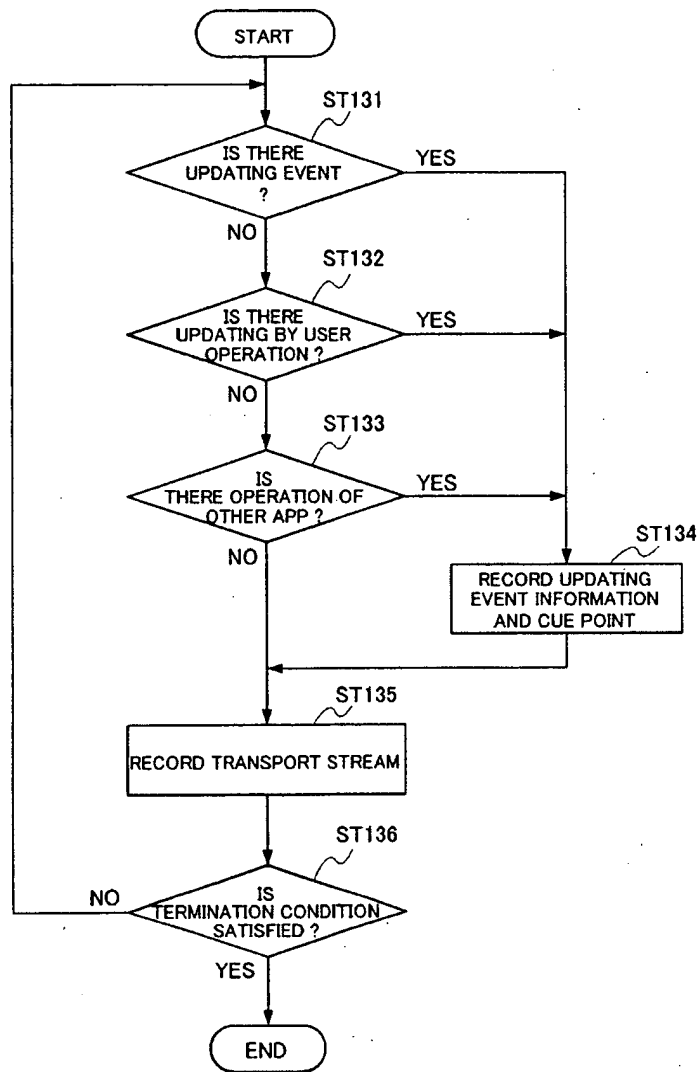 START
ST131
IS THERE
UPDATING EVENT
?
YES
NO
ST132
IS THERE
UPDATING BY USER
OPERATION ?
YES
NO
ST133
IS
THERE OPERATION OF
OTHER APP ?
YES
NO
ST134
RECORD UPDATING
EVENT INFORMATION
AND CUE POINT
ST135
RECORD TRANSPORT STREAM
ST136
IS
TERMINATION CONDITION
SATISFIED ?
NO
YES
END